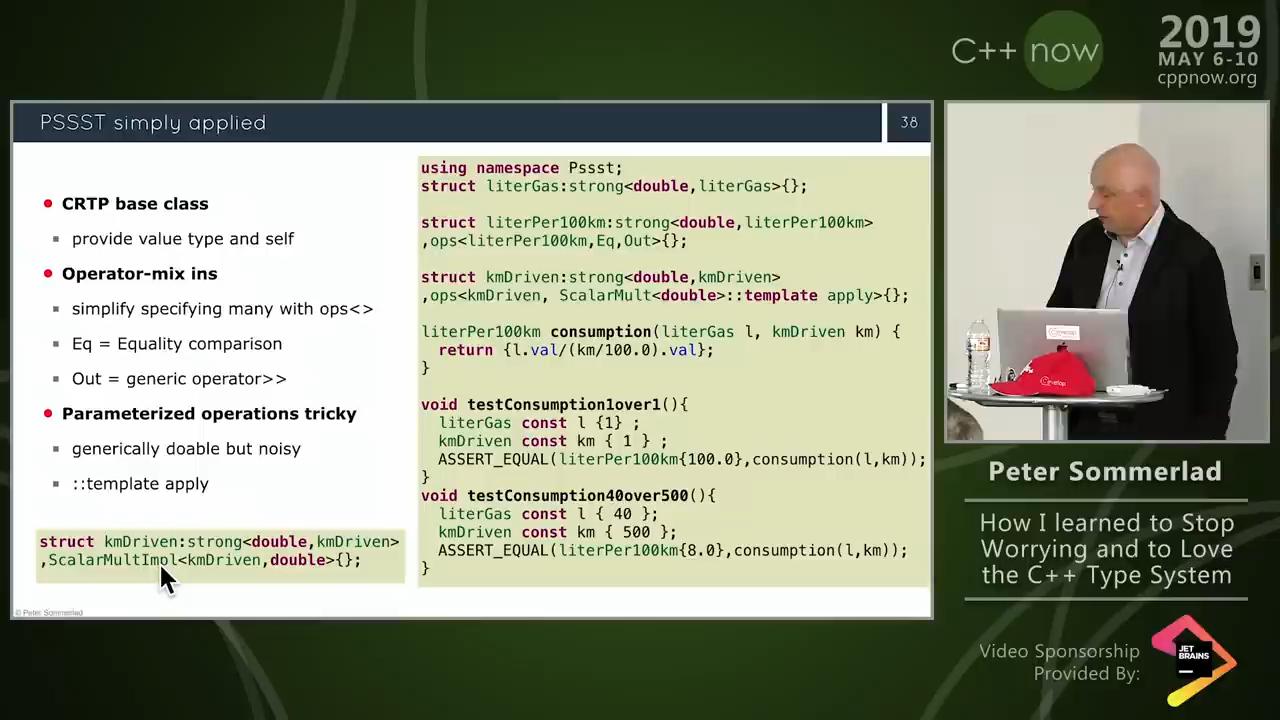 C++ now
2019
MAY 6-10
cppnow.org
PSSST simply applied
38
CRTP base class
provide value type and self
Operator-mix ins
simplify specifying many with ops<>
Eq = Equality comparison
Out = generic operator>>
Parameterized operations tricky
generically doable but noisy
::template apply
struct kmDriven:strong<double,kmDriven>
,ScalarMultImpl<kmDriven,double>{};
© Peter Sommerlad
using namespace Pssst;
struct literGas:strong<double,literGas>{};
struct literPer100km:strong<double,literPer100km>
,ops<literPer100km,Eq,Out>{};
struct kmDriven:strong<double,kmDriven>
,ops<kmDriven, ScalarMult<double>::template apply>{};
literPer100km consumption(literGas l, kmDriven km) {
return {l.val/(km/100.0).val};
}
void testConsumption1over1(){
literGas const l {1} ;
kmDriven const km { 1 } ;
ASSERT_EQUAL(literPer100km{100.0},consumption(l,km));
}
void testConsumption40over500(){
literGas const l { 40 };
kmDriven const km { 500 };
ASSERT_EQUAL(literPer100km{8.0},consumption(l,km));
}
Peter Sommerlad
How I learned to Stop
Worrying and to Love
the C++ Type System
Video Sponsorship
Provided By:
JET
BRAINS